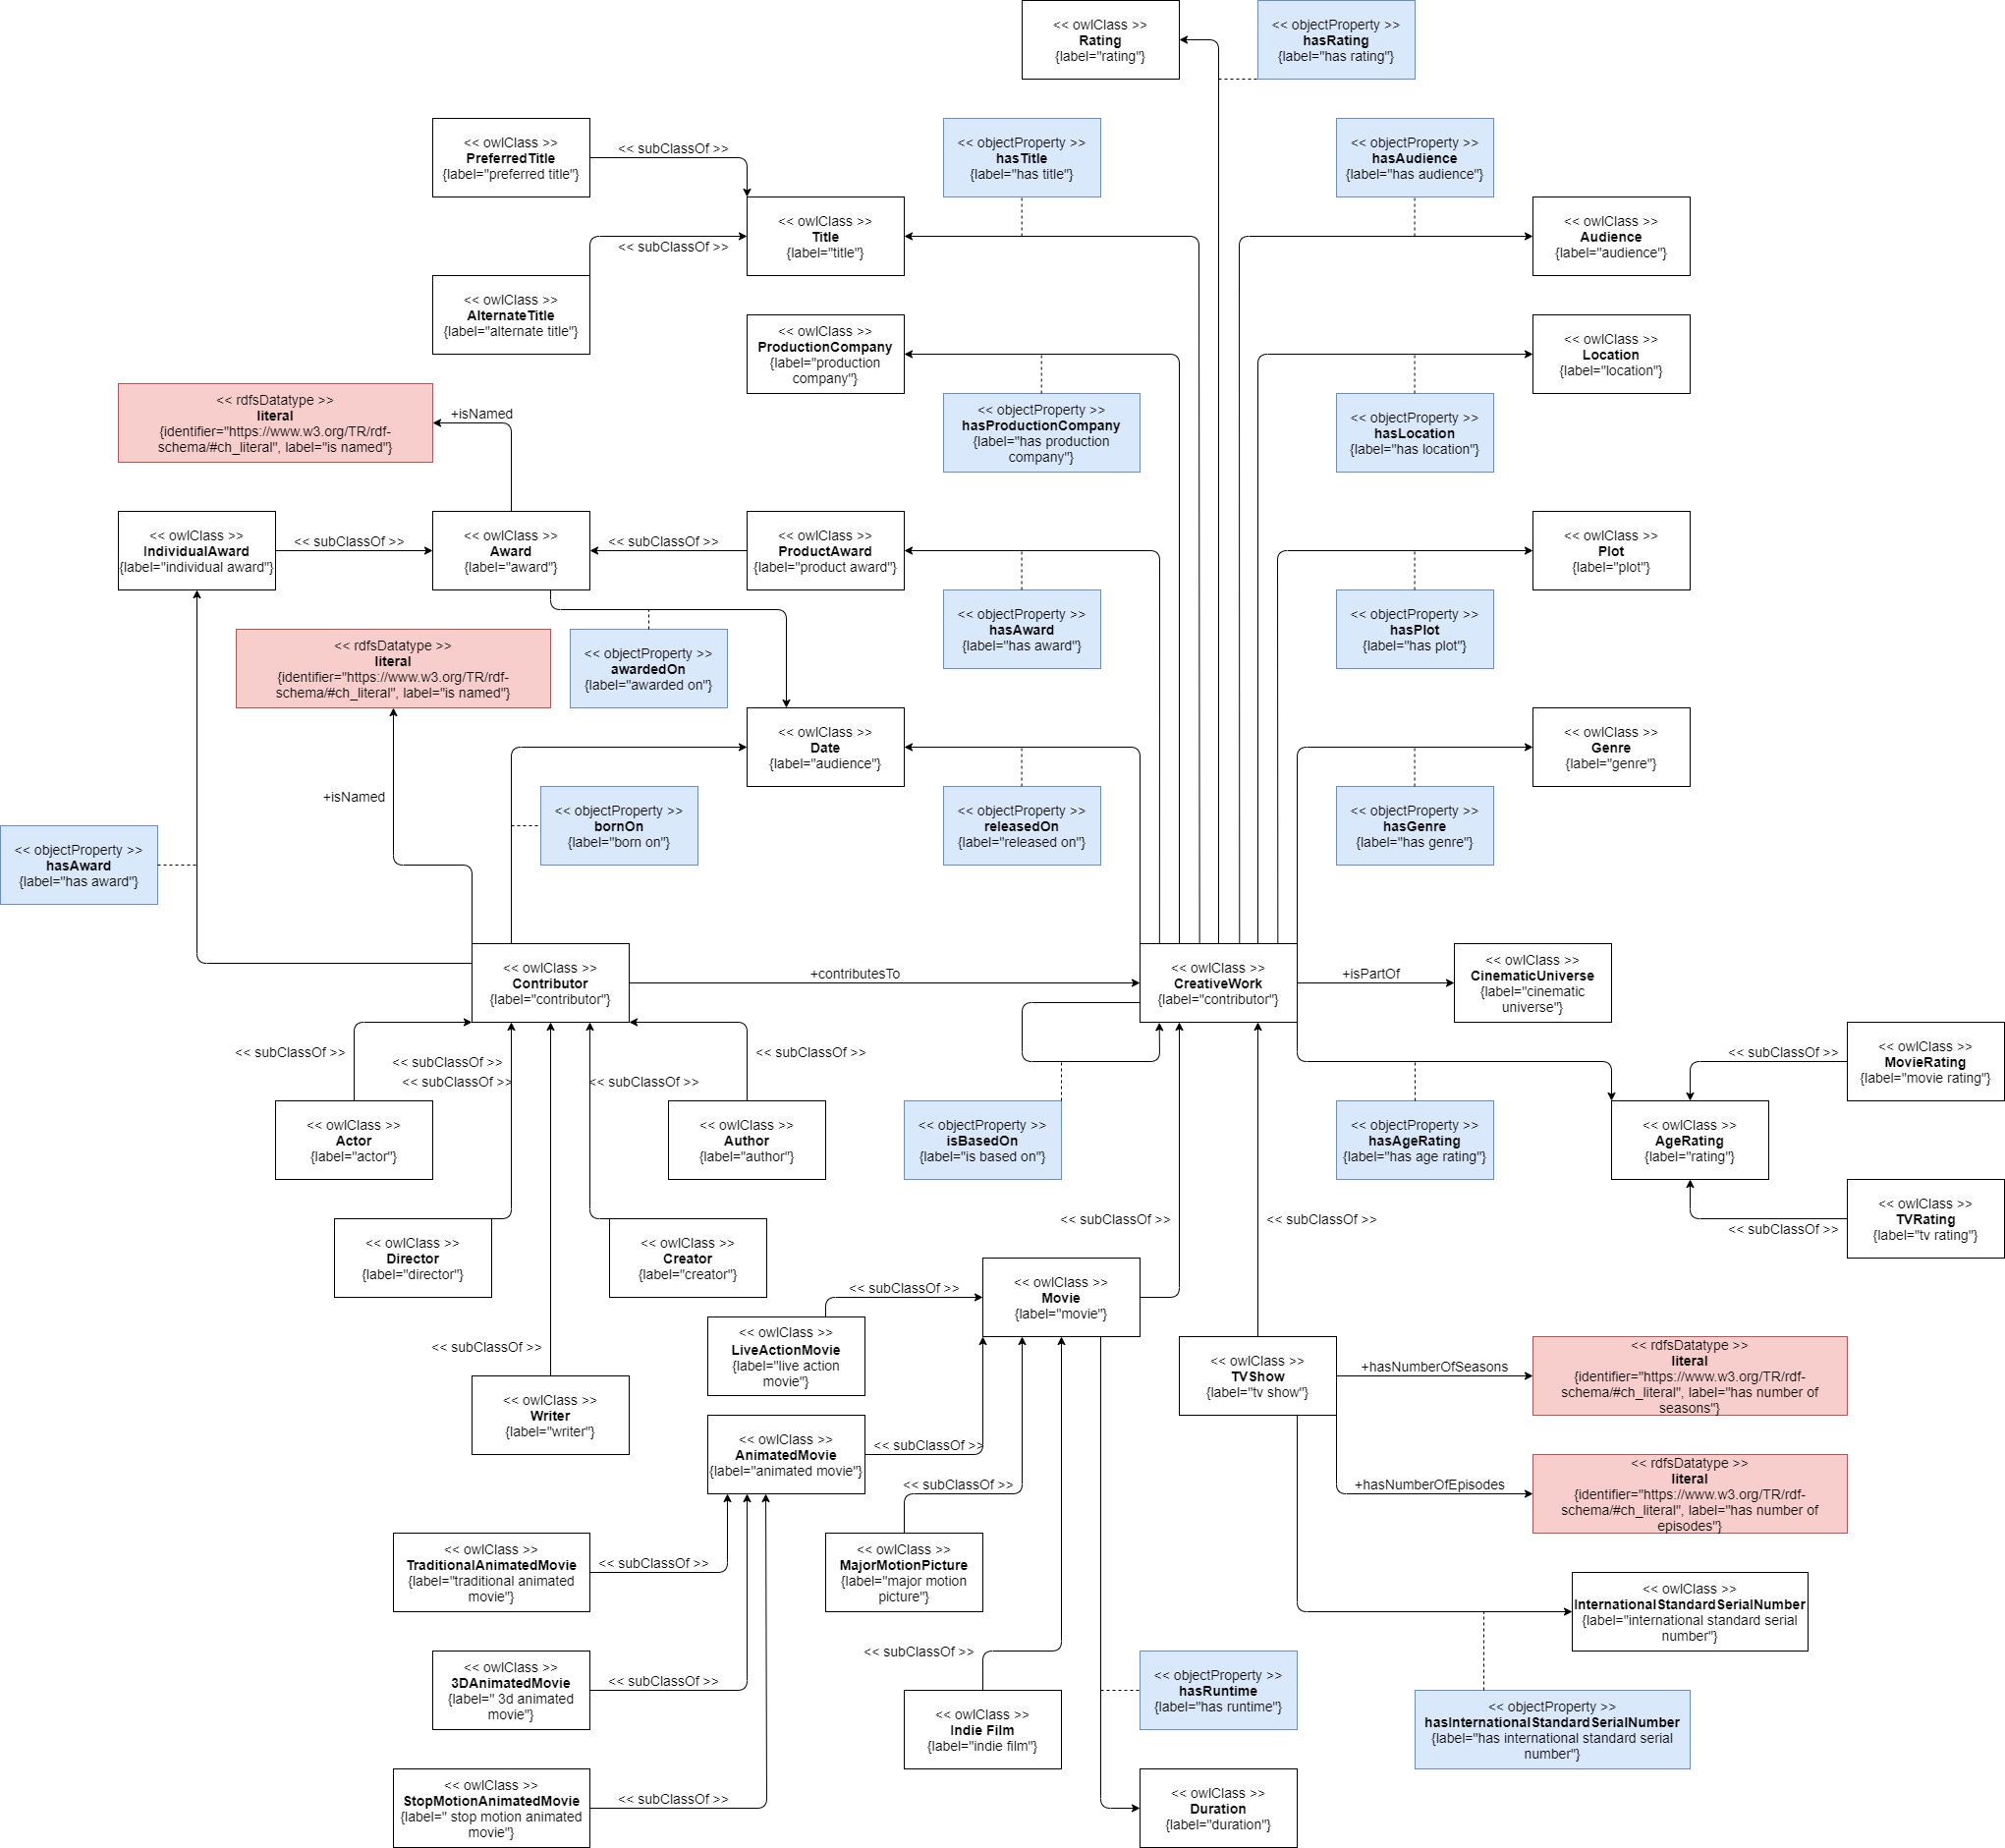 << owlClass >>
Rating
{label="rating"}
<< objectProperty >>
hasRating
{label="has rating"}
<< owlClass >>
PreferredTitle
{label="preferred title"}
<< subClassOf >>
<< objectProperty >>
hasTitle
{label="has title"}
<< objectProperty >>
hasAudience
{label="has audience"}
<< owlClass >>
Title
{label="title"}
<< subClassOf >>
<< owlClass >>
Audience
{label="audience"}
<< owlClass >>
AlternateTitle
{label="alternate title"}
<< owlClass >>
ProductionCompany
{label="production
company"}
<< owlClass >>
Location
{label="location"}
<< rdfsDatatype >>
literal
{identifier="https://www.w3.org/TR/rdf-
schema/#ch_literal", label="is named"}
+isNamed
<< objectProperty >>
hasProductionCompany
{label="has production
company"}
<< objectProperty >>
hasLocation
{label="has location"}
<< owlClass >>
IndividualAward
{label="individual award"}
<< subClassOf >>
<< owlClass >>
Award
{label="award"}
<< subClassOf >>
<< owlClass >>
ProductAward
{label="product award"}
<< owlClass >>
Plot
{label="plot"}
<< objectProperty >>
hasAward
{label="has award"}
<< objectProperty >>
hasPlot
{label="has plot"}
<< rdfsDatatype >>
literal
{identifier="https://www.w3.org/TR/rdf-
schema/#ch_literal", label="is named"}
<< objectProperty >>
awardedOn
{label="awarded on"}
<< owlClass >>
Date
{label="audience"}
<< owlClass >>
Genre
{label="genre"}
+isNamed
<< objectProperty >>
bornOn
{label="born on"}
<< objectProperty >>
releasedOn
{label="released on"}
<< objectProperty >>
hasGenre
{label="has genre"}
<< objectProperty >>
hasAward
{label="has award"}
<< owlClass >>
Contributor
{label="contributor"}
+contributesTo
<< owlClass >>
CreativeWork
{label="contributor"}
+isPartOf
<< owlClass >>
CinematicUniverse
{label="cinematic
universe"}
<< subClassOf >>
<< subClassOf >>
<< subClassOf >>
<< subClassOf >>
<< subClassOf >>
<< subClassOf >>
<< owlClass >>
MovieRating
{label="movie rating"}
<< owlClass >>
Actor
{label="actor"}
<< owlClass >>
Author
{label="author"}
<< objectProperty >>
isBasedOn
{label="is based on"}
<< objectProperty >>
hasAgeRating
{label="has age rating"}
<< owlClass >>
AgeRating
{label="rating"}
<< owlClass >>
TVRating
{label="tv rating"}
<< subClassOf >>
<< subClassOf >>
<< subClassOf >>
<< owlClass >>
Director
{label="director"}
<< owlClass >>
Creator
{label="creator"}
<< subClassOf >>
<< owlClass >>
Movie
{label="movie"}
<< subClassOf >>
<< owlClass >>
LiveActionMovie
{label="live action
movie"}
<< owlClass >>
TVShow
{label="tv show"}
+hasNumberOfSeasons
<< rdfsDatatype >>
literal
{identifier="https://www.w3.org/TR/rdf-
schema/#ch_literal", label="has number of
seasons"}
<< owlClass >>
Writer
{label="writer"}
<< owlClass >>
AnimatedMovie
{label="animated movie"}
<< subClassOf >>
<< subClassOf >>
+hasNumberOfEpisodes
<< rdfsDatatype >>
literal
{identifier="https://www.w3.org/TR/rdf-
schema/#ch_literal", label="has number of
episodes"}
<< owlClass >>
TraditionalAnimatedMovie
{label="traditional animated
movie"}
<< subClassOf >>
<< owlClass >>
MajorMotionPicture
{label="major motion
picture"}
<< owlClass >>
InternationalStandardSerialNumber
{label="international standard serial
number"}
<< subClassOf >>
<< owlClass >>
3DAnimatedMovie
{label=" 3d animated
movie"}
<< subClassOf >>
<< objectProperty >>
hasRuntime
{label="has runtime"}
<< owlClass >>
Indie Film
{label="indie film"}
<< objectProperty >>
hasInternationalStandardSerialNumber
{label="has international standard serial
number"}
<< owlClass >>
StopMotionAnimatedMovie
{label=" stop motion animated
movie"}
<< subClassOf >>
<< owlClass >>
Duration
{label="duration"}